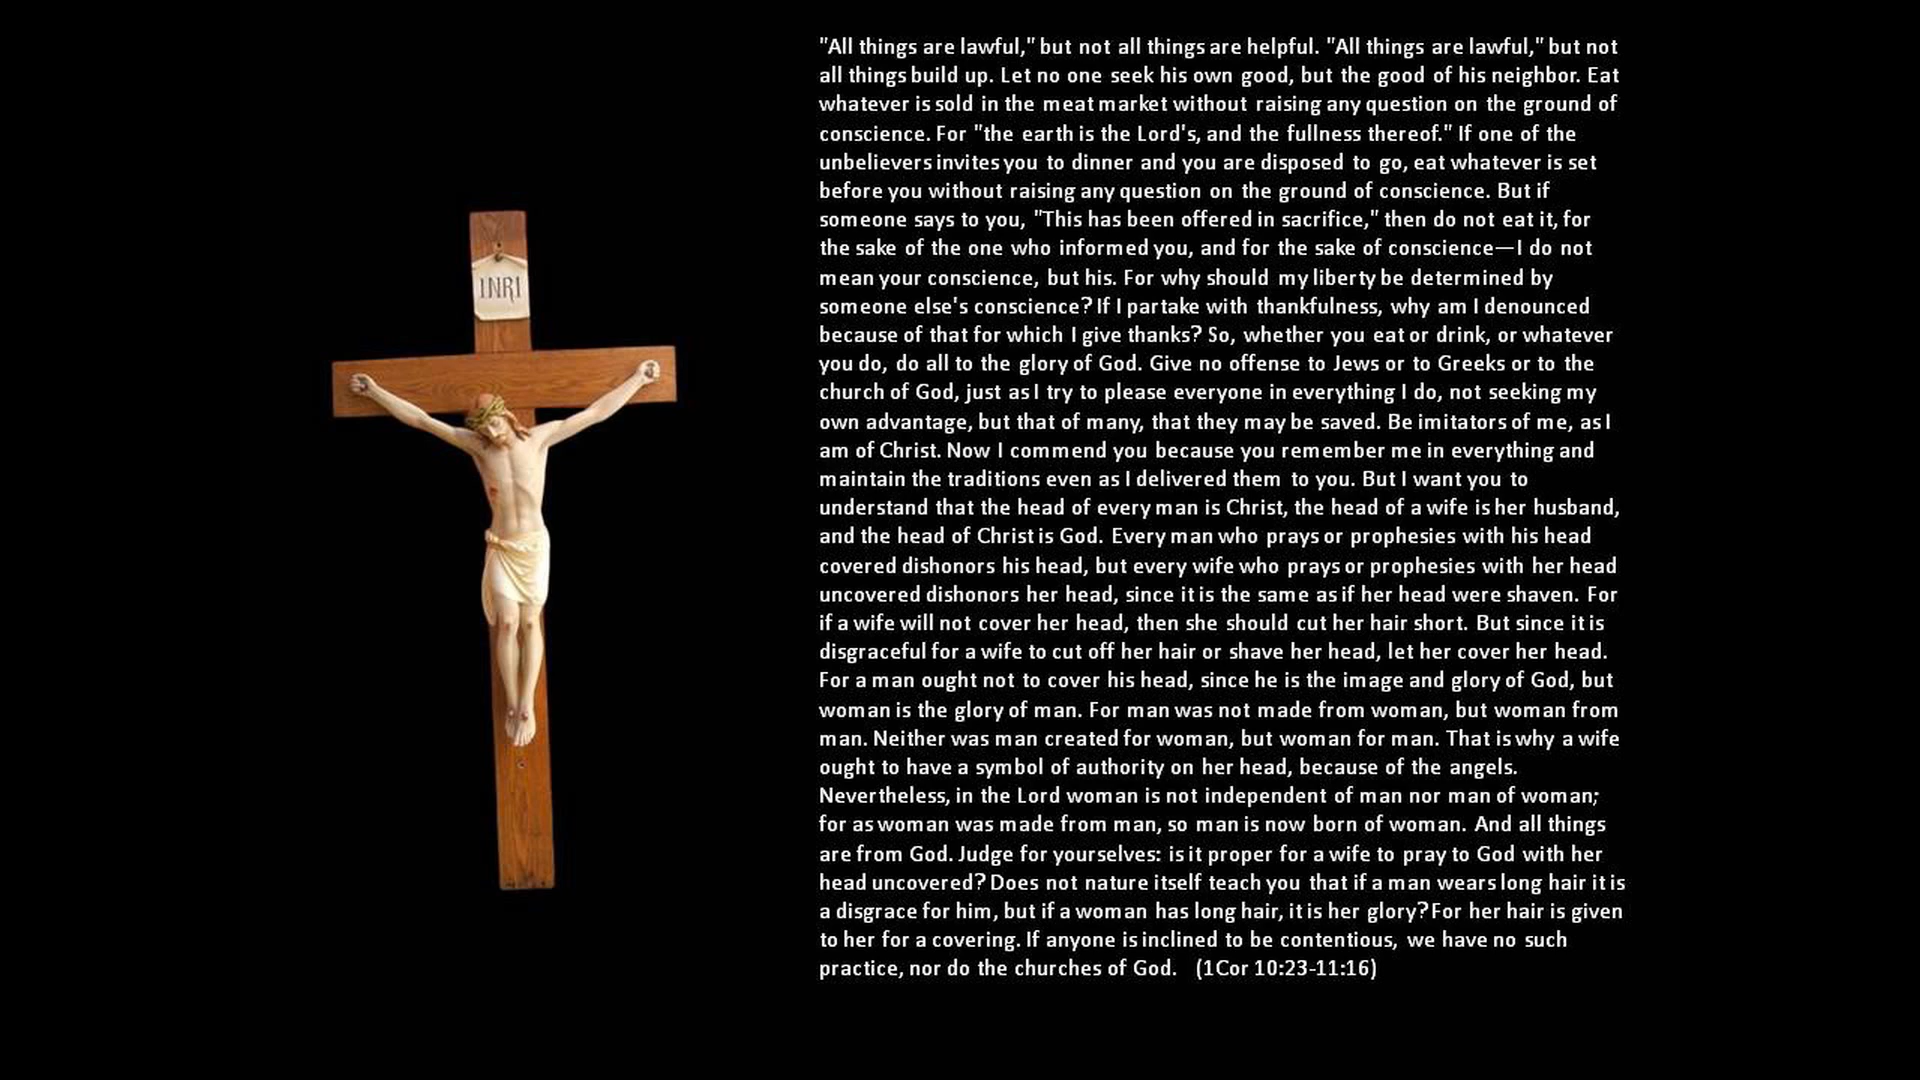 INRI
"All things are lawful," but not all things are helpful. "All things are lawful," but not
all things build up. Let no one seek his own good, but the good of his neighbor. Eat
whatever is sold in the meat market without raising any question on the ground of
conscience. For "the earth is the Lord's, and the fullness thereof." If one of the
unbelievers invites you to dinner and you are disposed to go, eat whatever is set
before you without raising any question on the ground of conscience. But if
someone says to you, "This has been offered in sacrifice," then do not eat it, for
the sake of the one who informed you, and for the sake of conscience—I do not
mean your conscience, but his. For why should my liberty be determined by
someone else's conscience? If I partake with thankfulness, why am I denounced
because of that for which I give thanks? So, whether you eat or drink, or whatever
you do, do all to the glory of God. Give no offense to Jews or to Greeks or to the
church of God, just as I try to please everyone in everything I do, not seeking my
own advantage, but that of many, that they may be saved. Be imitators of me, as I
am of Christ. Now I commend you because you remember me in everything and
maintain the traditions even as I delivered them to you. But I want you to
understand that the head of every man is Christ, the head of a wife is her husband,
and the head of Christ is God. Every man who prays or prophesies with his head
covered dishonors his head, but every wife who prays or prophesies with her head
uncovered dishonors her head, since it is the same as if her head were shaven. For
if a wife will not cover her head, then she should cut her hair short. But since it is
disgraceful for a wife to cut off her hair or shave her head, let her cover her head.
For a man ought not to cover his head, since he is the image and glory of God, but
woman is the glory of man. For man was not made from woman, but woman from
man. Neither was man created for woman, but woman for man. That is why a wife
ought to have a symbol of authority on her head, because of the angels.
Nevertheless, in the Lord woman is not independent of man nor man of woman;
for as woman was made from man, so man is now born of woman. And all things
are from God. Judge for yourselves: is it proper for a wife to pray to God with her
head uncovered? Does not nature itself teach you that if a man wears long hair it is
a disgrace for him, but if a woman has long hair, it is her glory? For her hair is given
to her for a covering. If anyone is inclined to be contentious, we have no such
practice, nor do the churches of God. (1Cor 10:23-11:16)